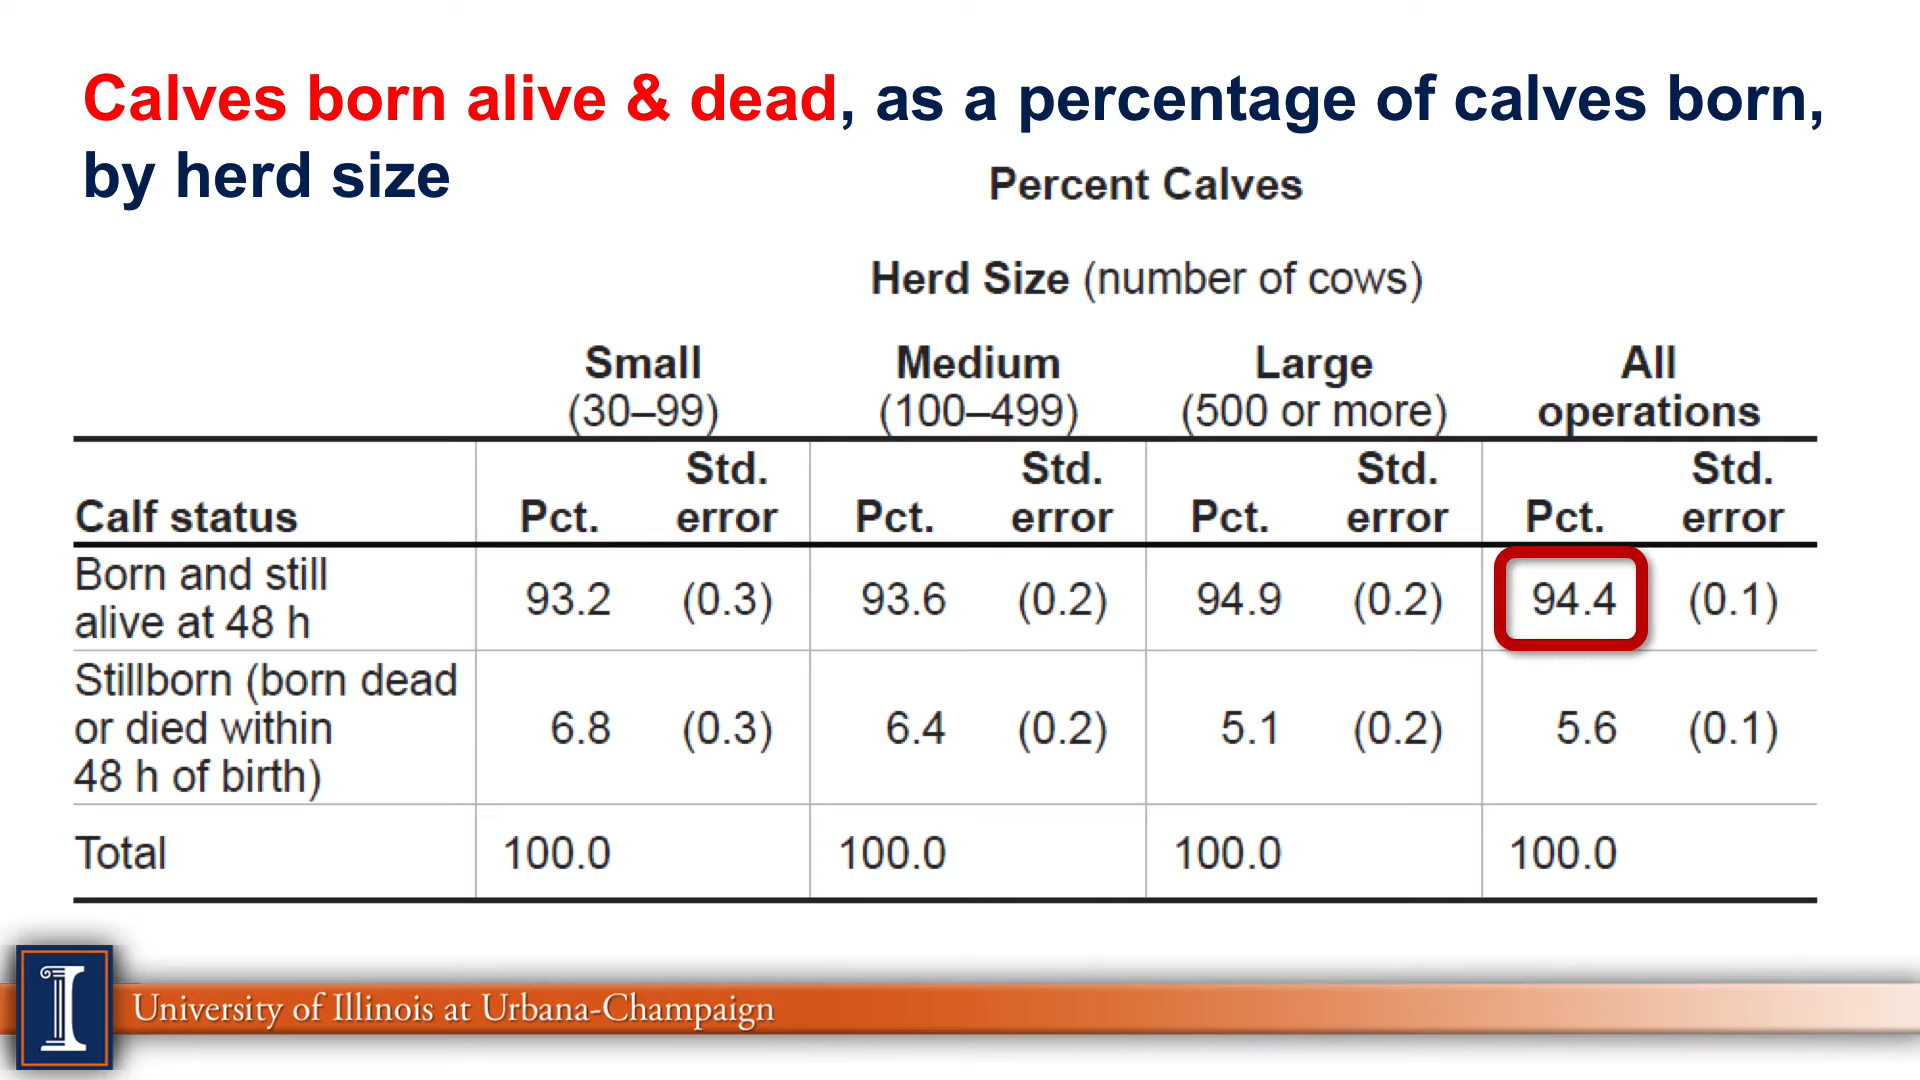 Calves born alive & dead, as a percentage of calves born,
by herd size
Percent Calves
Herd Size (number of cows)
Small Medium Large All
(30–99) (100–499) (500 or more) operations
Std. Std. Std. Std.
Calf status Pct. error Pct. error Pct. error Pct. error
Born and still
alive at 48 h 93.2 (0.3) 93.6 (0.2) 94.9 (0.2) 94.4 (0.1)
Stillborn (born dead
or died within 6.8 (0.3) 6.4 (0.2) 5.1 (0.2) 5.6 (0.1)
48 h of birth)
Total 100.0 100.0 100.0 100.0
I University of Illinois at Urbana-Champaign